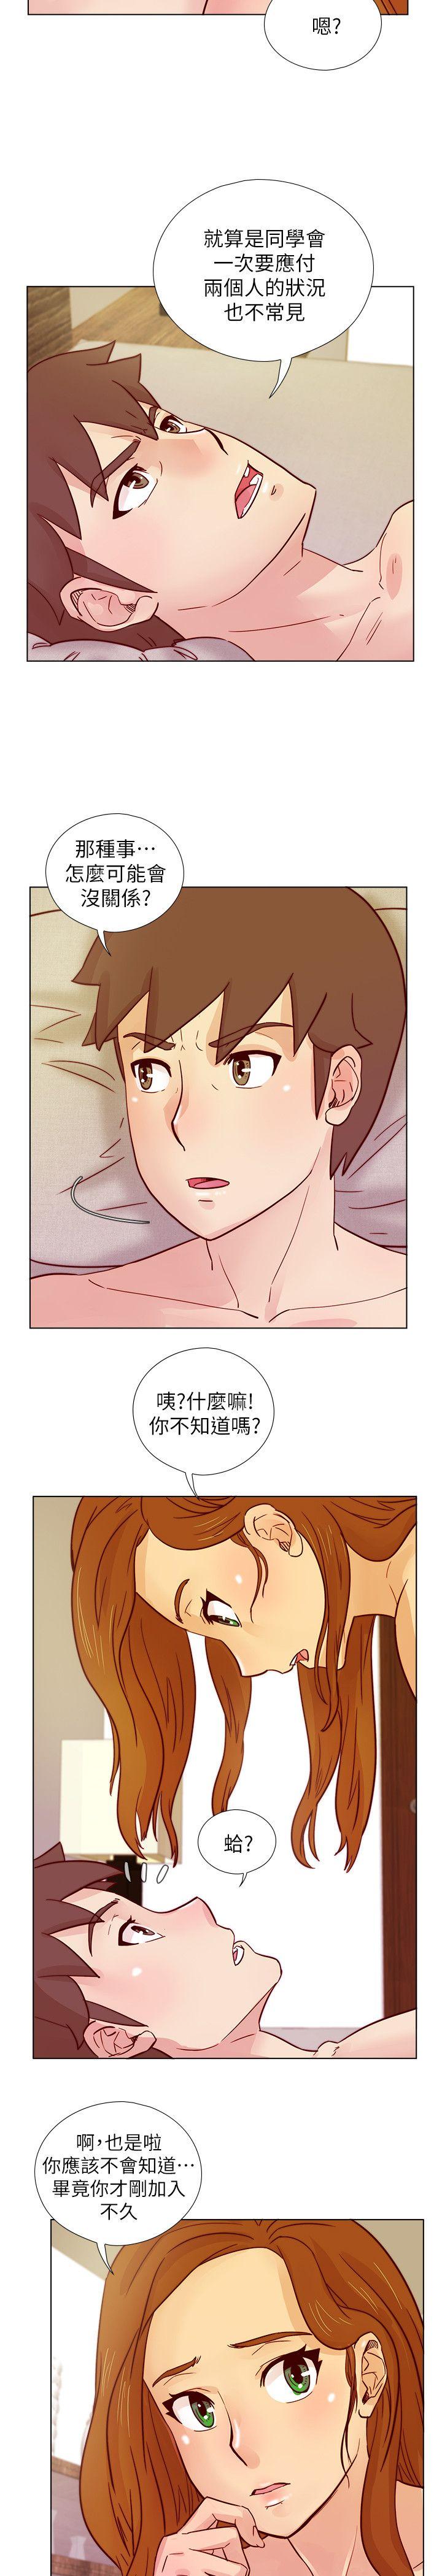 嗯?
就算是同學會
一次要應付
兩個人的狀況
也不常見
那種事…
怎麼可能會
沒關係?
咦?什麼嘛!
你不知道嗎?
蛤?
啊,也是啦
你應該不會知道…
畢竟你才剛加入
不久